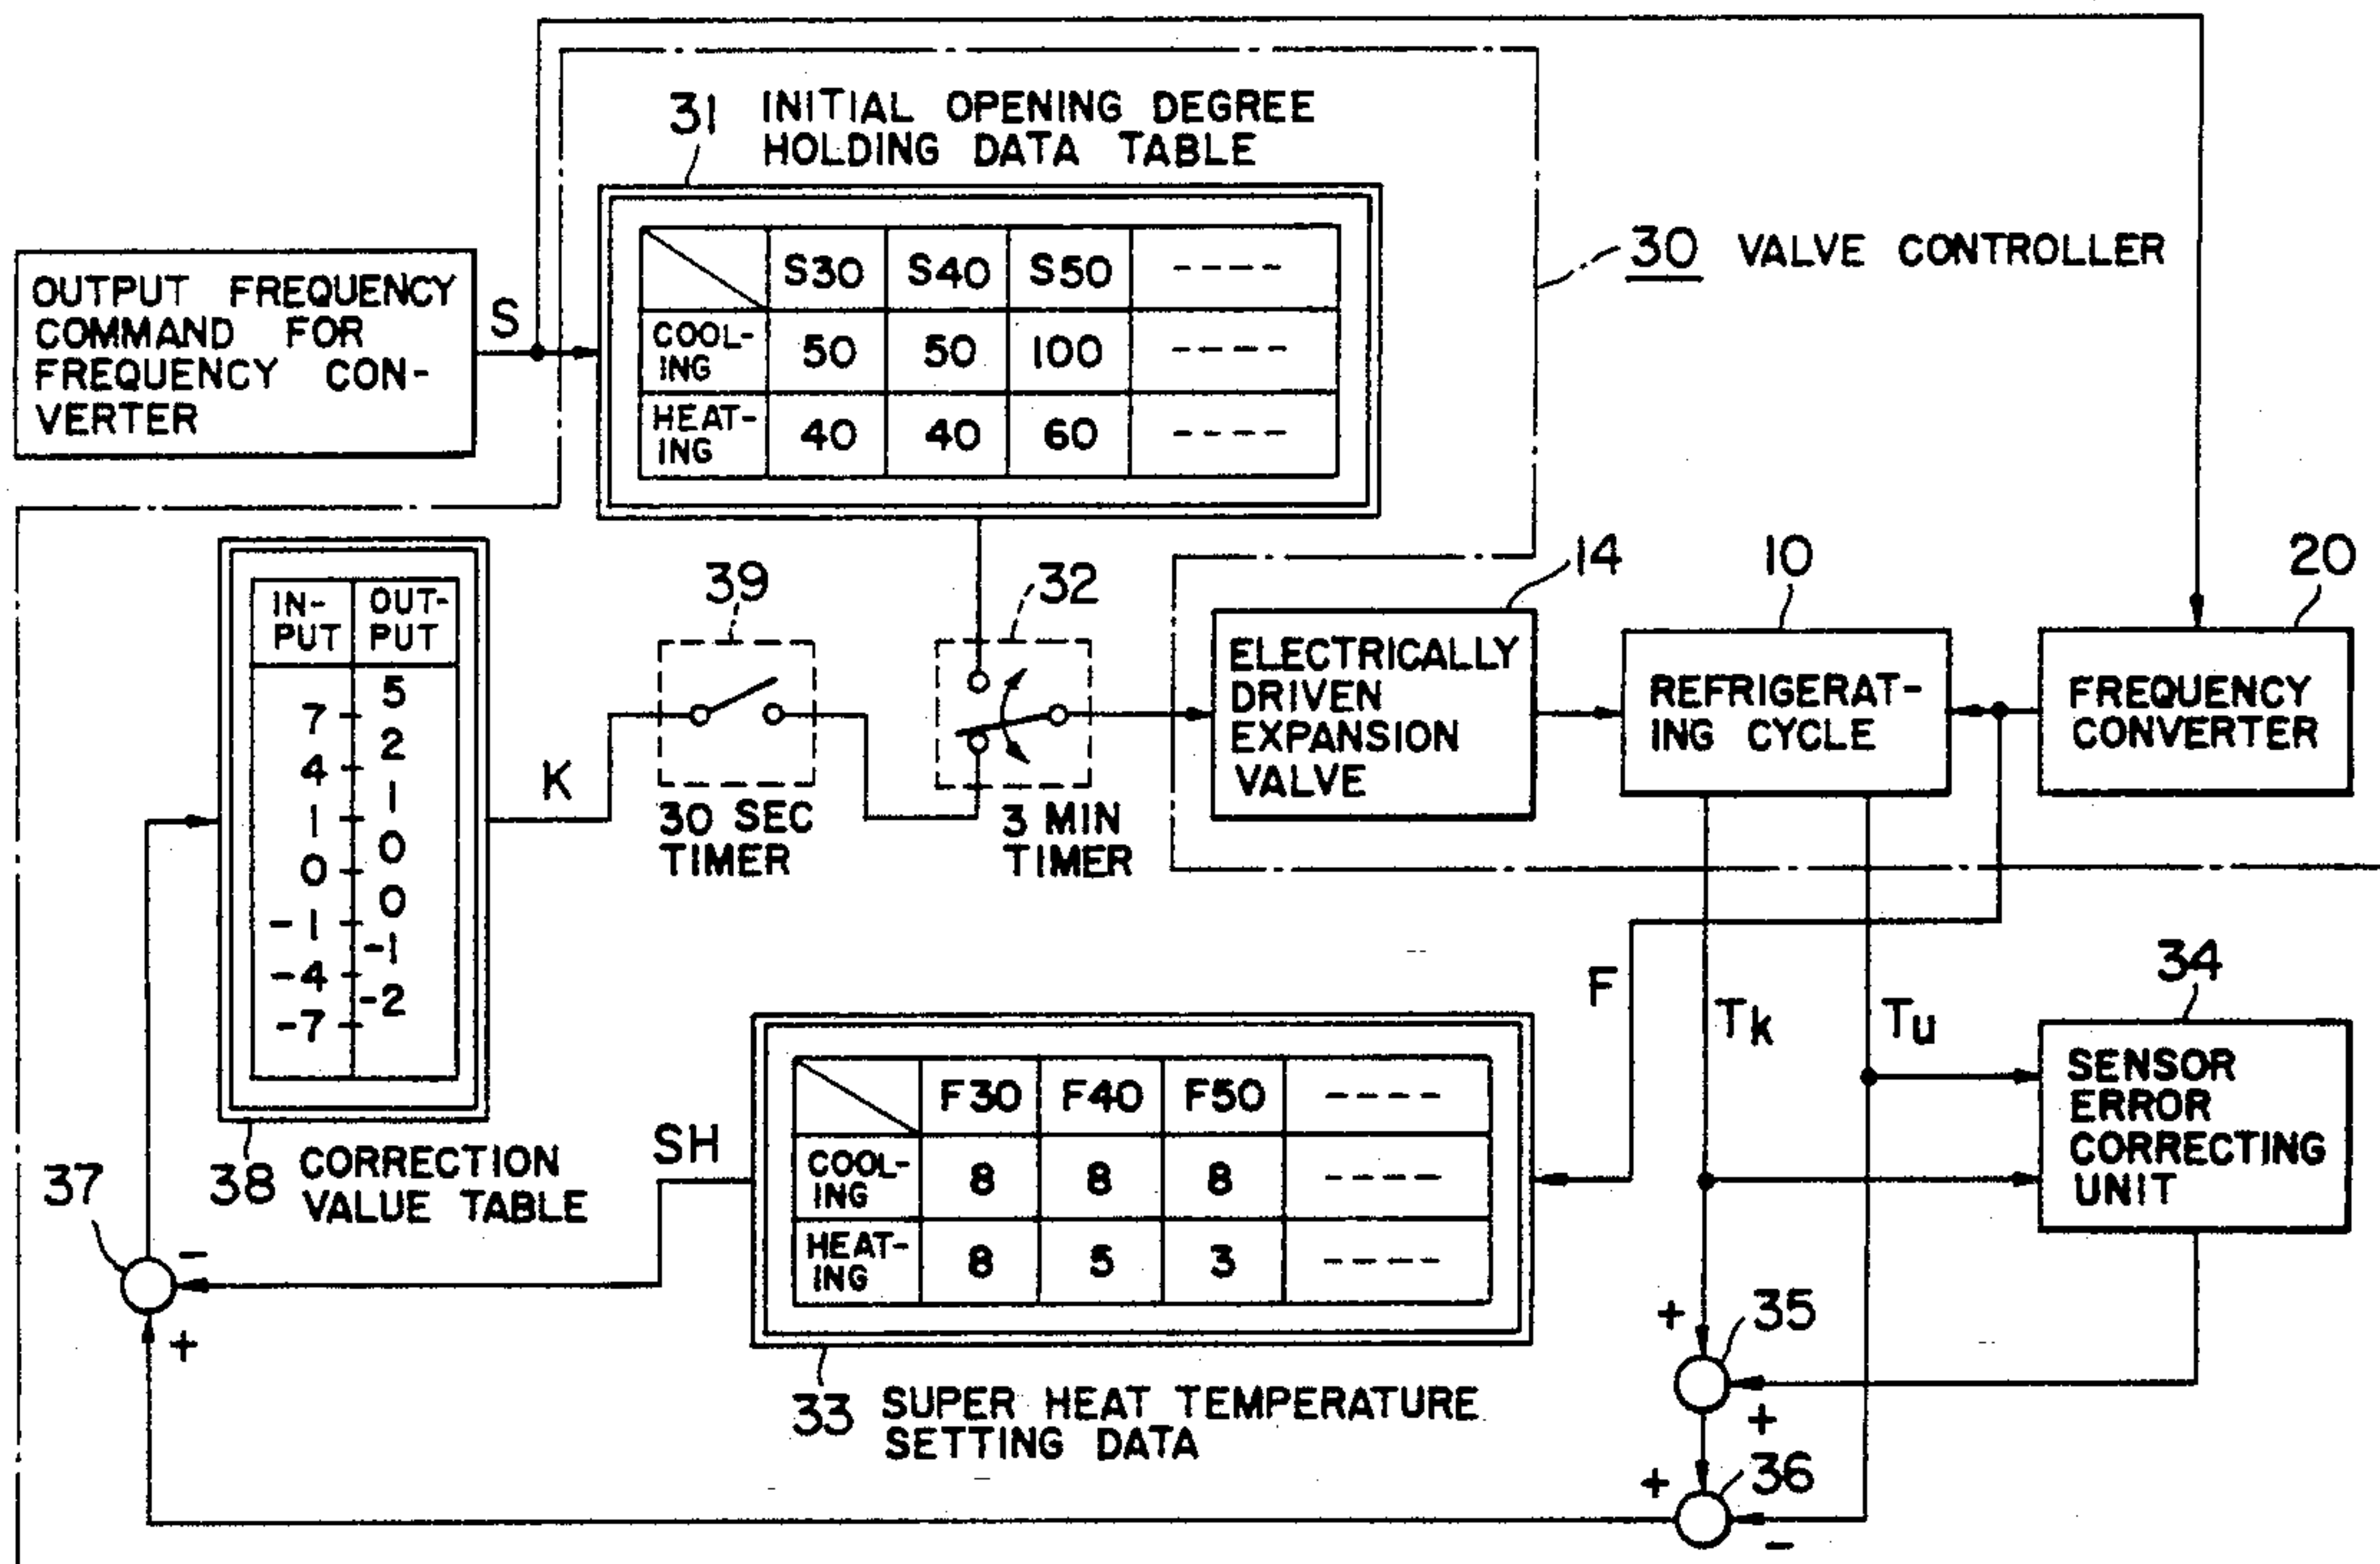 31 INITIAL OPENING DEGREE
HOLDING DATA TABLE
30 VALVE CONTROLLER
OUTPUT FREQUENCY
COMMAND FOR
FREQUENCY CON-
VERTER
S
S30 S40 S50 ----
COOL-
ING
50 50 100 ----
HEAT-
ING
40 40 60 ----
39
32
14
10
20
IN-
PUT
OUT-
PUT
5
7
2
4
1
1
0
0
0
-1
-1
-4
-2
-7
K
30 SEC
TIMER
3 MIN
TIMER
ELECTRICALLY
DRIVEN
EXPANSION
VALVE
REFRIGERAT-
ING CYCLE
FREQUENCY
CONVERTER
F
Tk
Tu
34
SENSOR
ERROR
CORRECTING
UNIT
38 CORRECTION
VALUE TABLE
37
-
+
SH
F30 F40 F50 ----
COOL-
ING
8 8 8 ----
HEAT-
ING
8 5 3 ----
33 SUPER HEAT TEMPERATURE
SETTING DATA
+
35
+
+
36
-